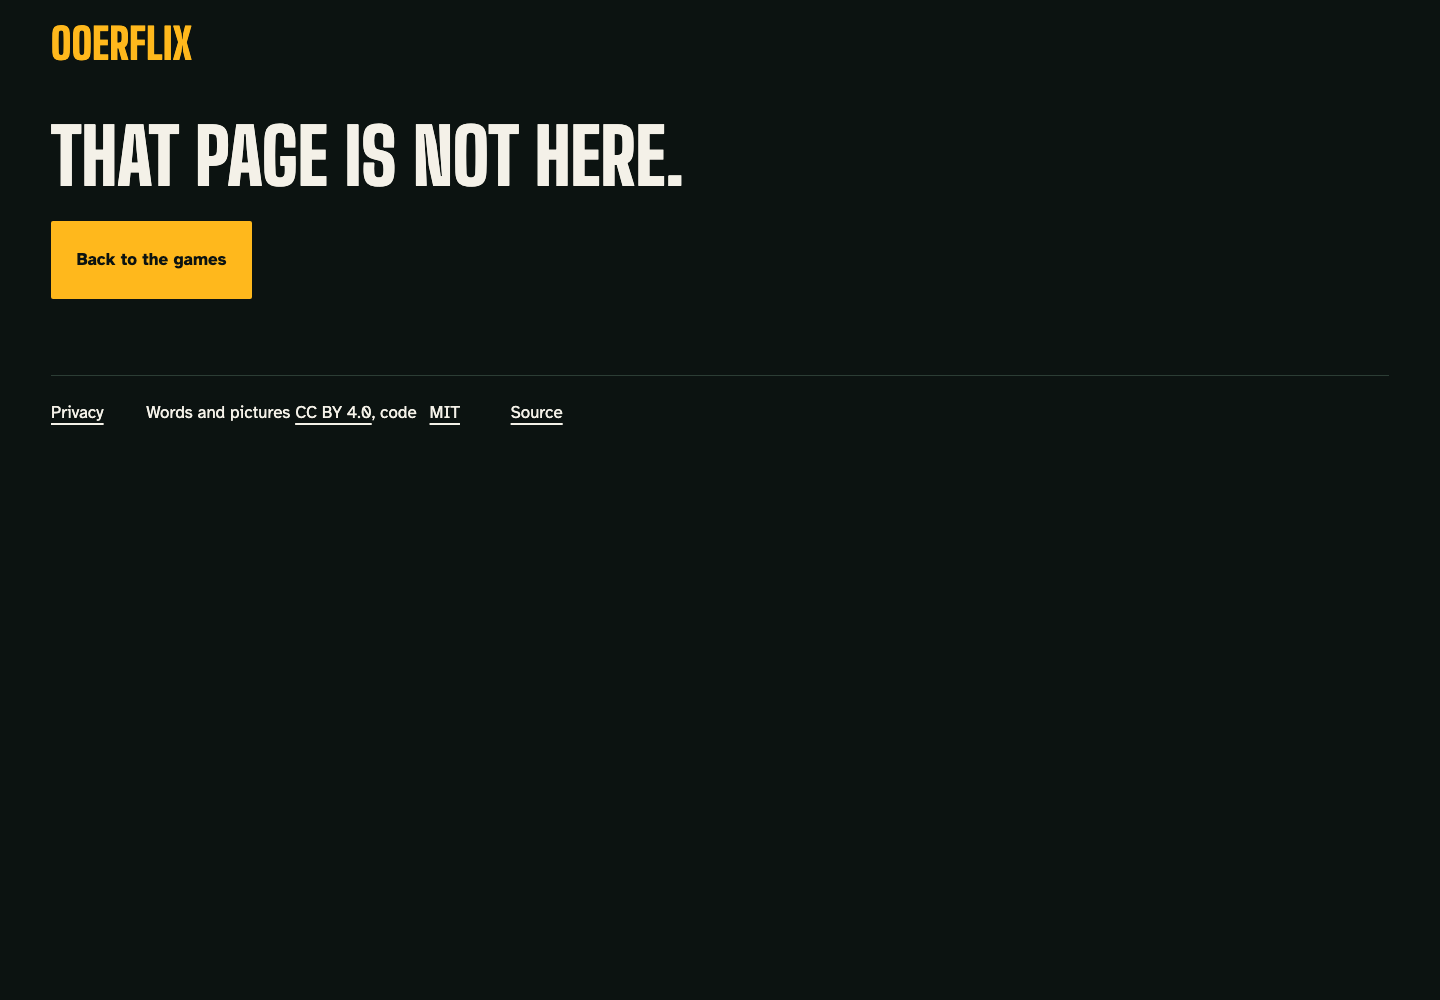 OOERFLIX
THAT PAGE IS NOT HERE.
Back to the games
Privacy Words and pictures CC BY 4.0, code MIT Source